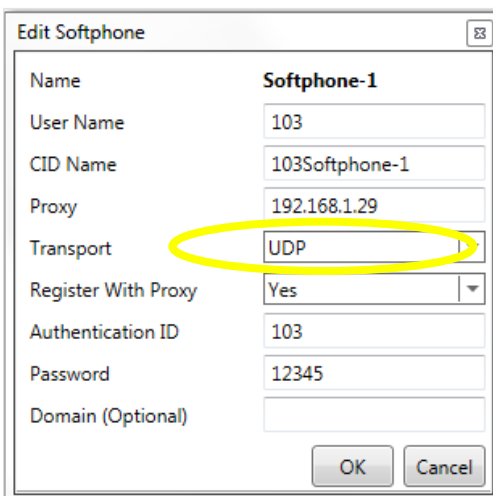 Edit Softphone
Name Softphone-1
User Name 103
CID Name 103Softphone-1
Proxy 192.168.1.29
Transport UDP
Register With Proxy Yes
Authentication ID 103
Password 12345
Domain (Optional)
OK Cancel